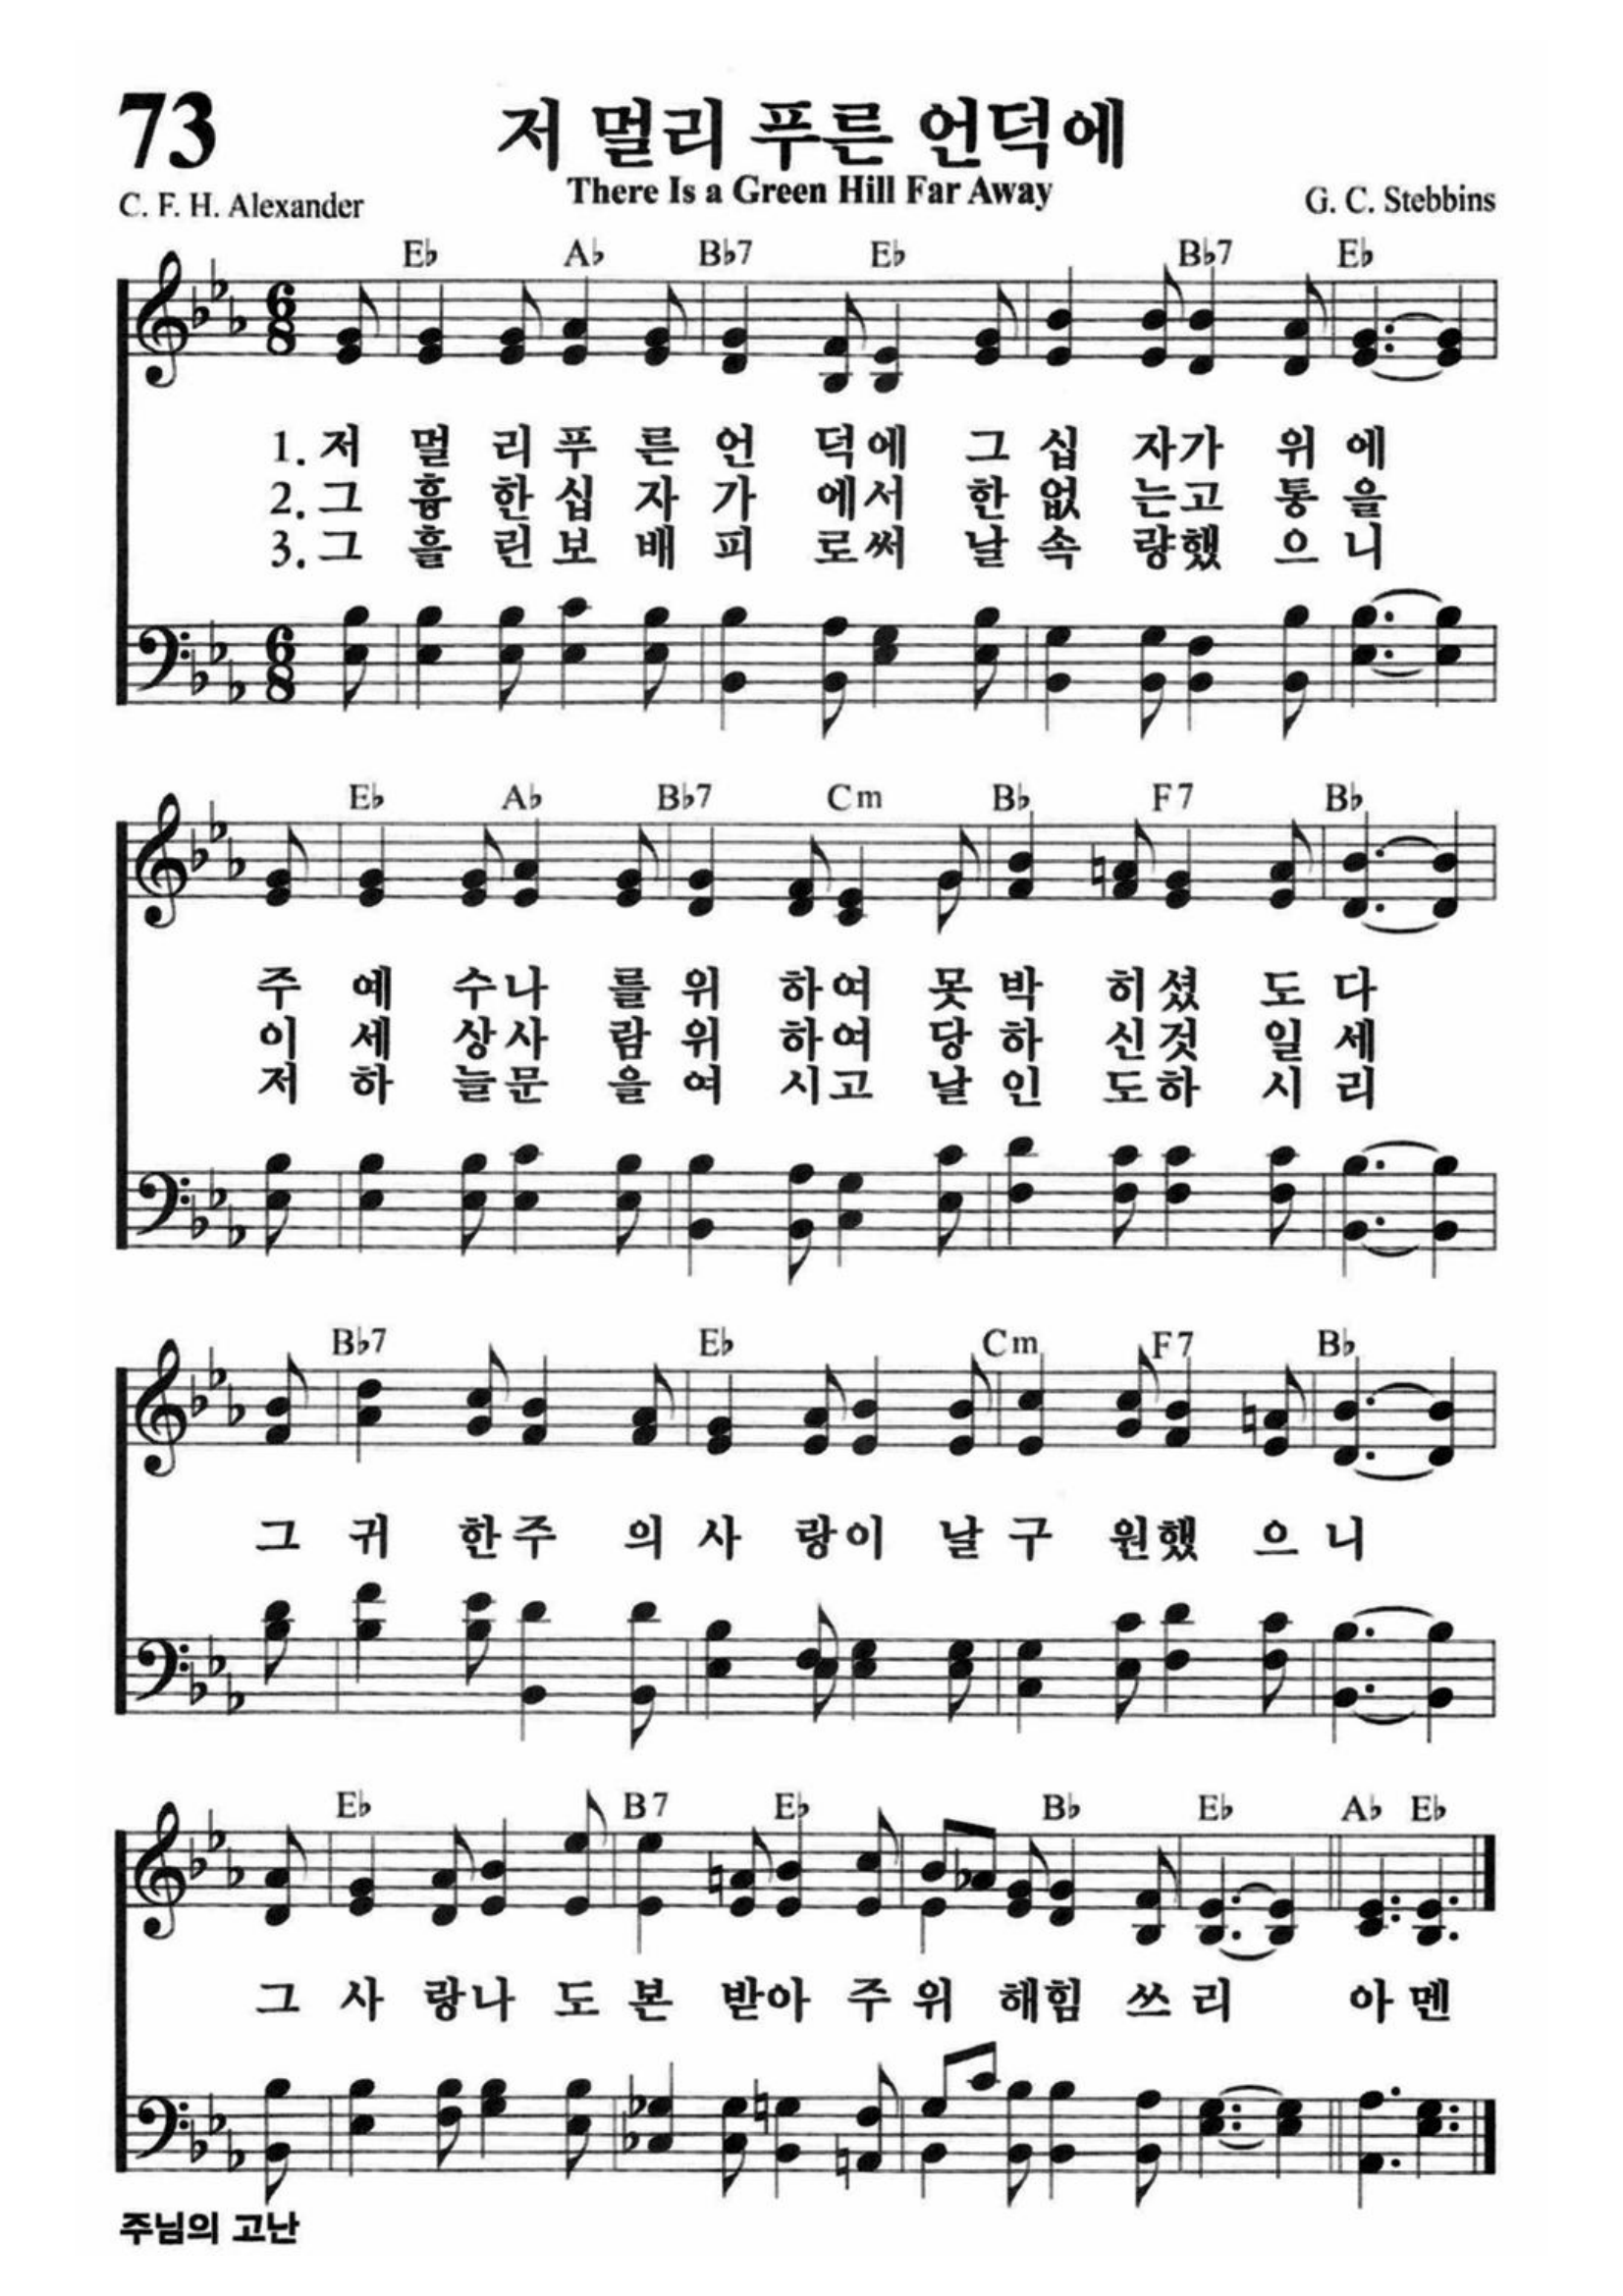 73
저 멀리 푸른 언덕에
There Is a Green Hill Far Away
C. F. H. Alexander
G. C. Stebbins
E♭ A♭ B♭7 E♭ B♭7 E♭
1. 저 멀 리 푸 른 언 덕에 그 십 자가 위 에
2. 그 흉 한 십 자 가 에서 한 없 는고 통 을
3. 그 흘 린 보 배 피 로써 날 속 량했 으 니
E♭ A♭ B♭7 Cm B♭ F7 B♭
주 예 수나 를 위 하여 못 박 히셨 도 다
이 세 상사 람 위 하여 당 하 신것 일 세
저 하 늘문 을 여 시고 날 인 도하 시 리
B♭7 E♭ Cm F7 B♭
그 귀 한주 의 사 랑이 날 구 원했 으 니
E♭ B7 E♭ B♭ E♭ A♭ E♭
그 사 랑나 도 본 받아 주 위 해힘 쓰 리 아 멘
주님의 고난